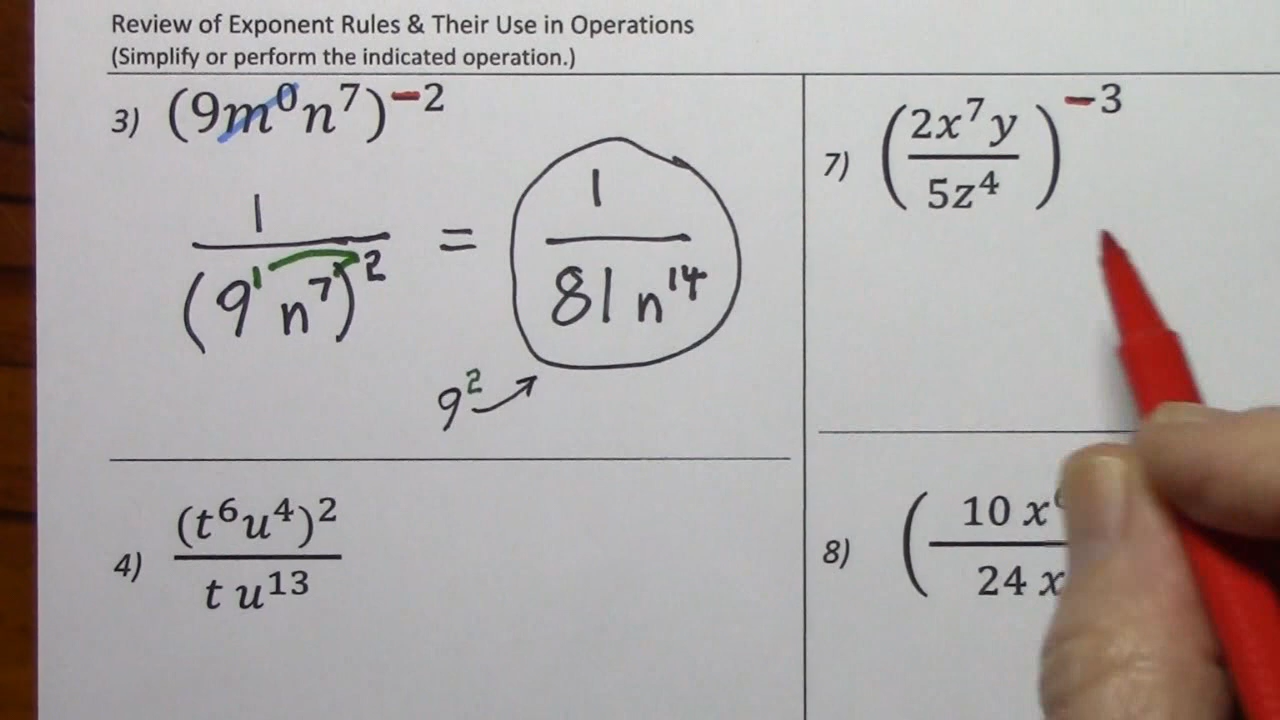 Review of Exponent Rules & Their Use in Operations
(Simplify or perform the indicated operation.)
3) (9m⁰n⁷)⁻²
1/(9¹n⁷)² = 1/(81n¹⁴)
9²
4) (t⁶u⁴)²/(t u¹³)
7) (2x⁷y/5z⁴)⁻³
8) (10 x/24 x